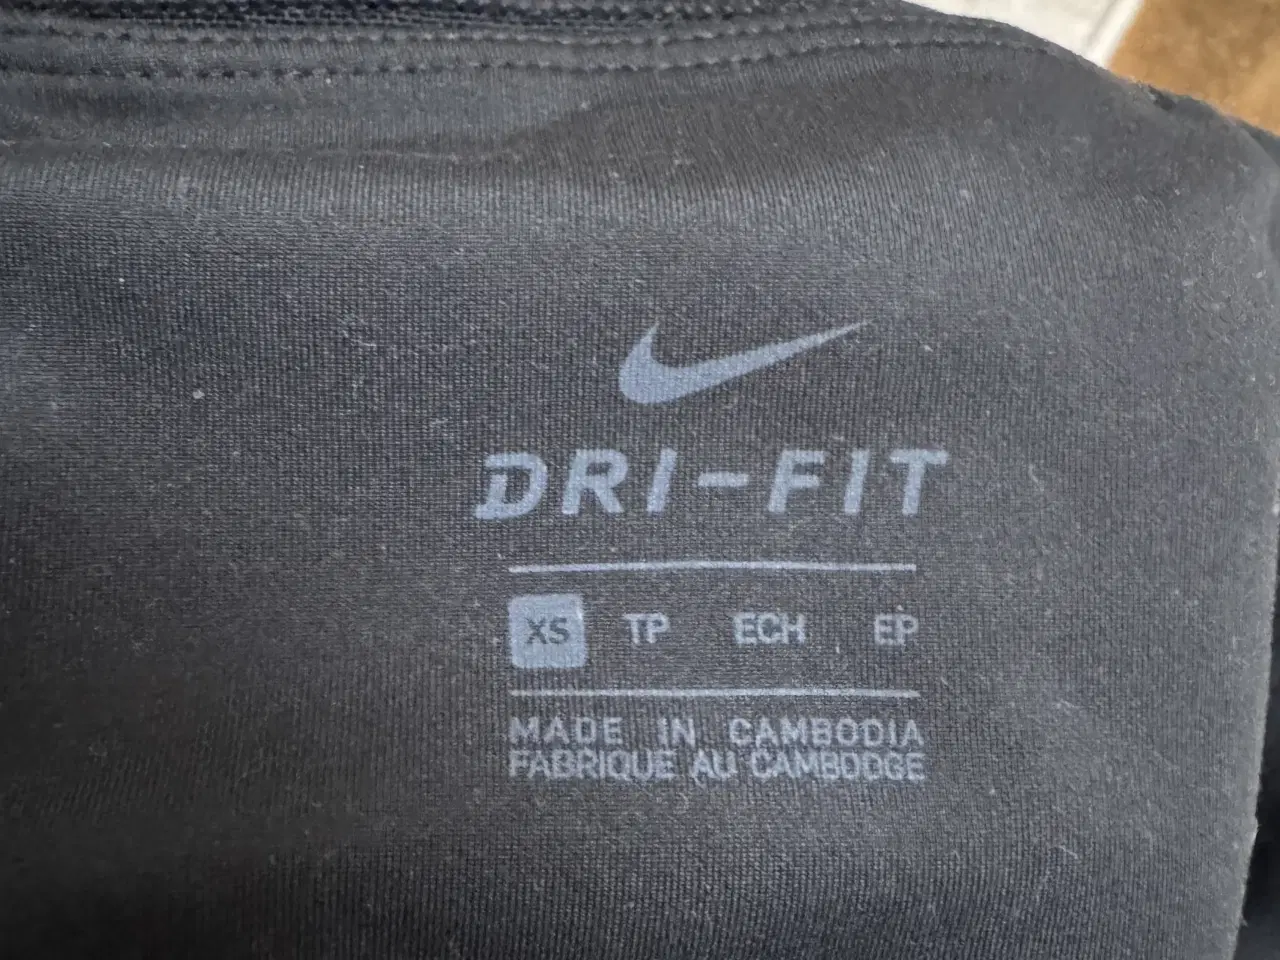 DRI-FIT
XS TP ECH EP
MADE IN CAMBODIA
FABRIQUE AU CAMBODGE